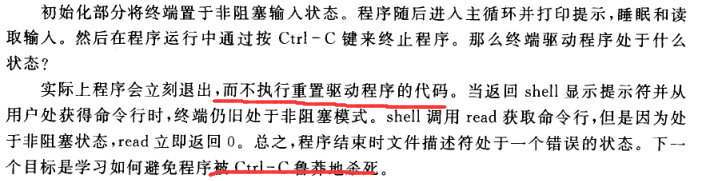 初始化部分将终端置于非阻塞输入状态。程序随后进入主循环并打印提示,睡眠和读
取输入。然后在程序运行中通过按 Ctrl-C 键来终止程序。那么终端驱动程序处于什么
状态?
实际上程序会立刻退出,而不执行重置驱动程序的代码。当返回 shell 显示提示符并从
用户处获得命令行时,终端仍旧处于非阻塞模式。shell 调用 read 获取命令行,但是因为处
于非阻塞状态,read 立即返回 0。总之,程序结束时文件描述符处于一个错误的状态。下一
个目标是学习如何避免程序被 Ctrl-C 鲁莽地杀死。